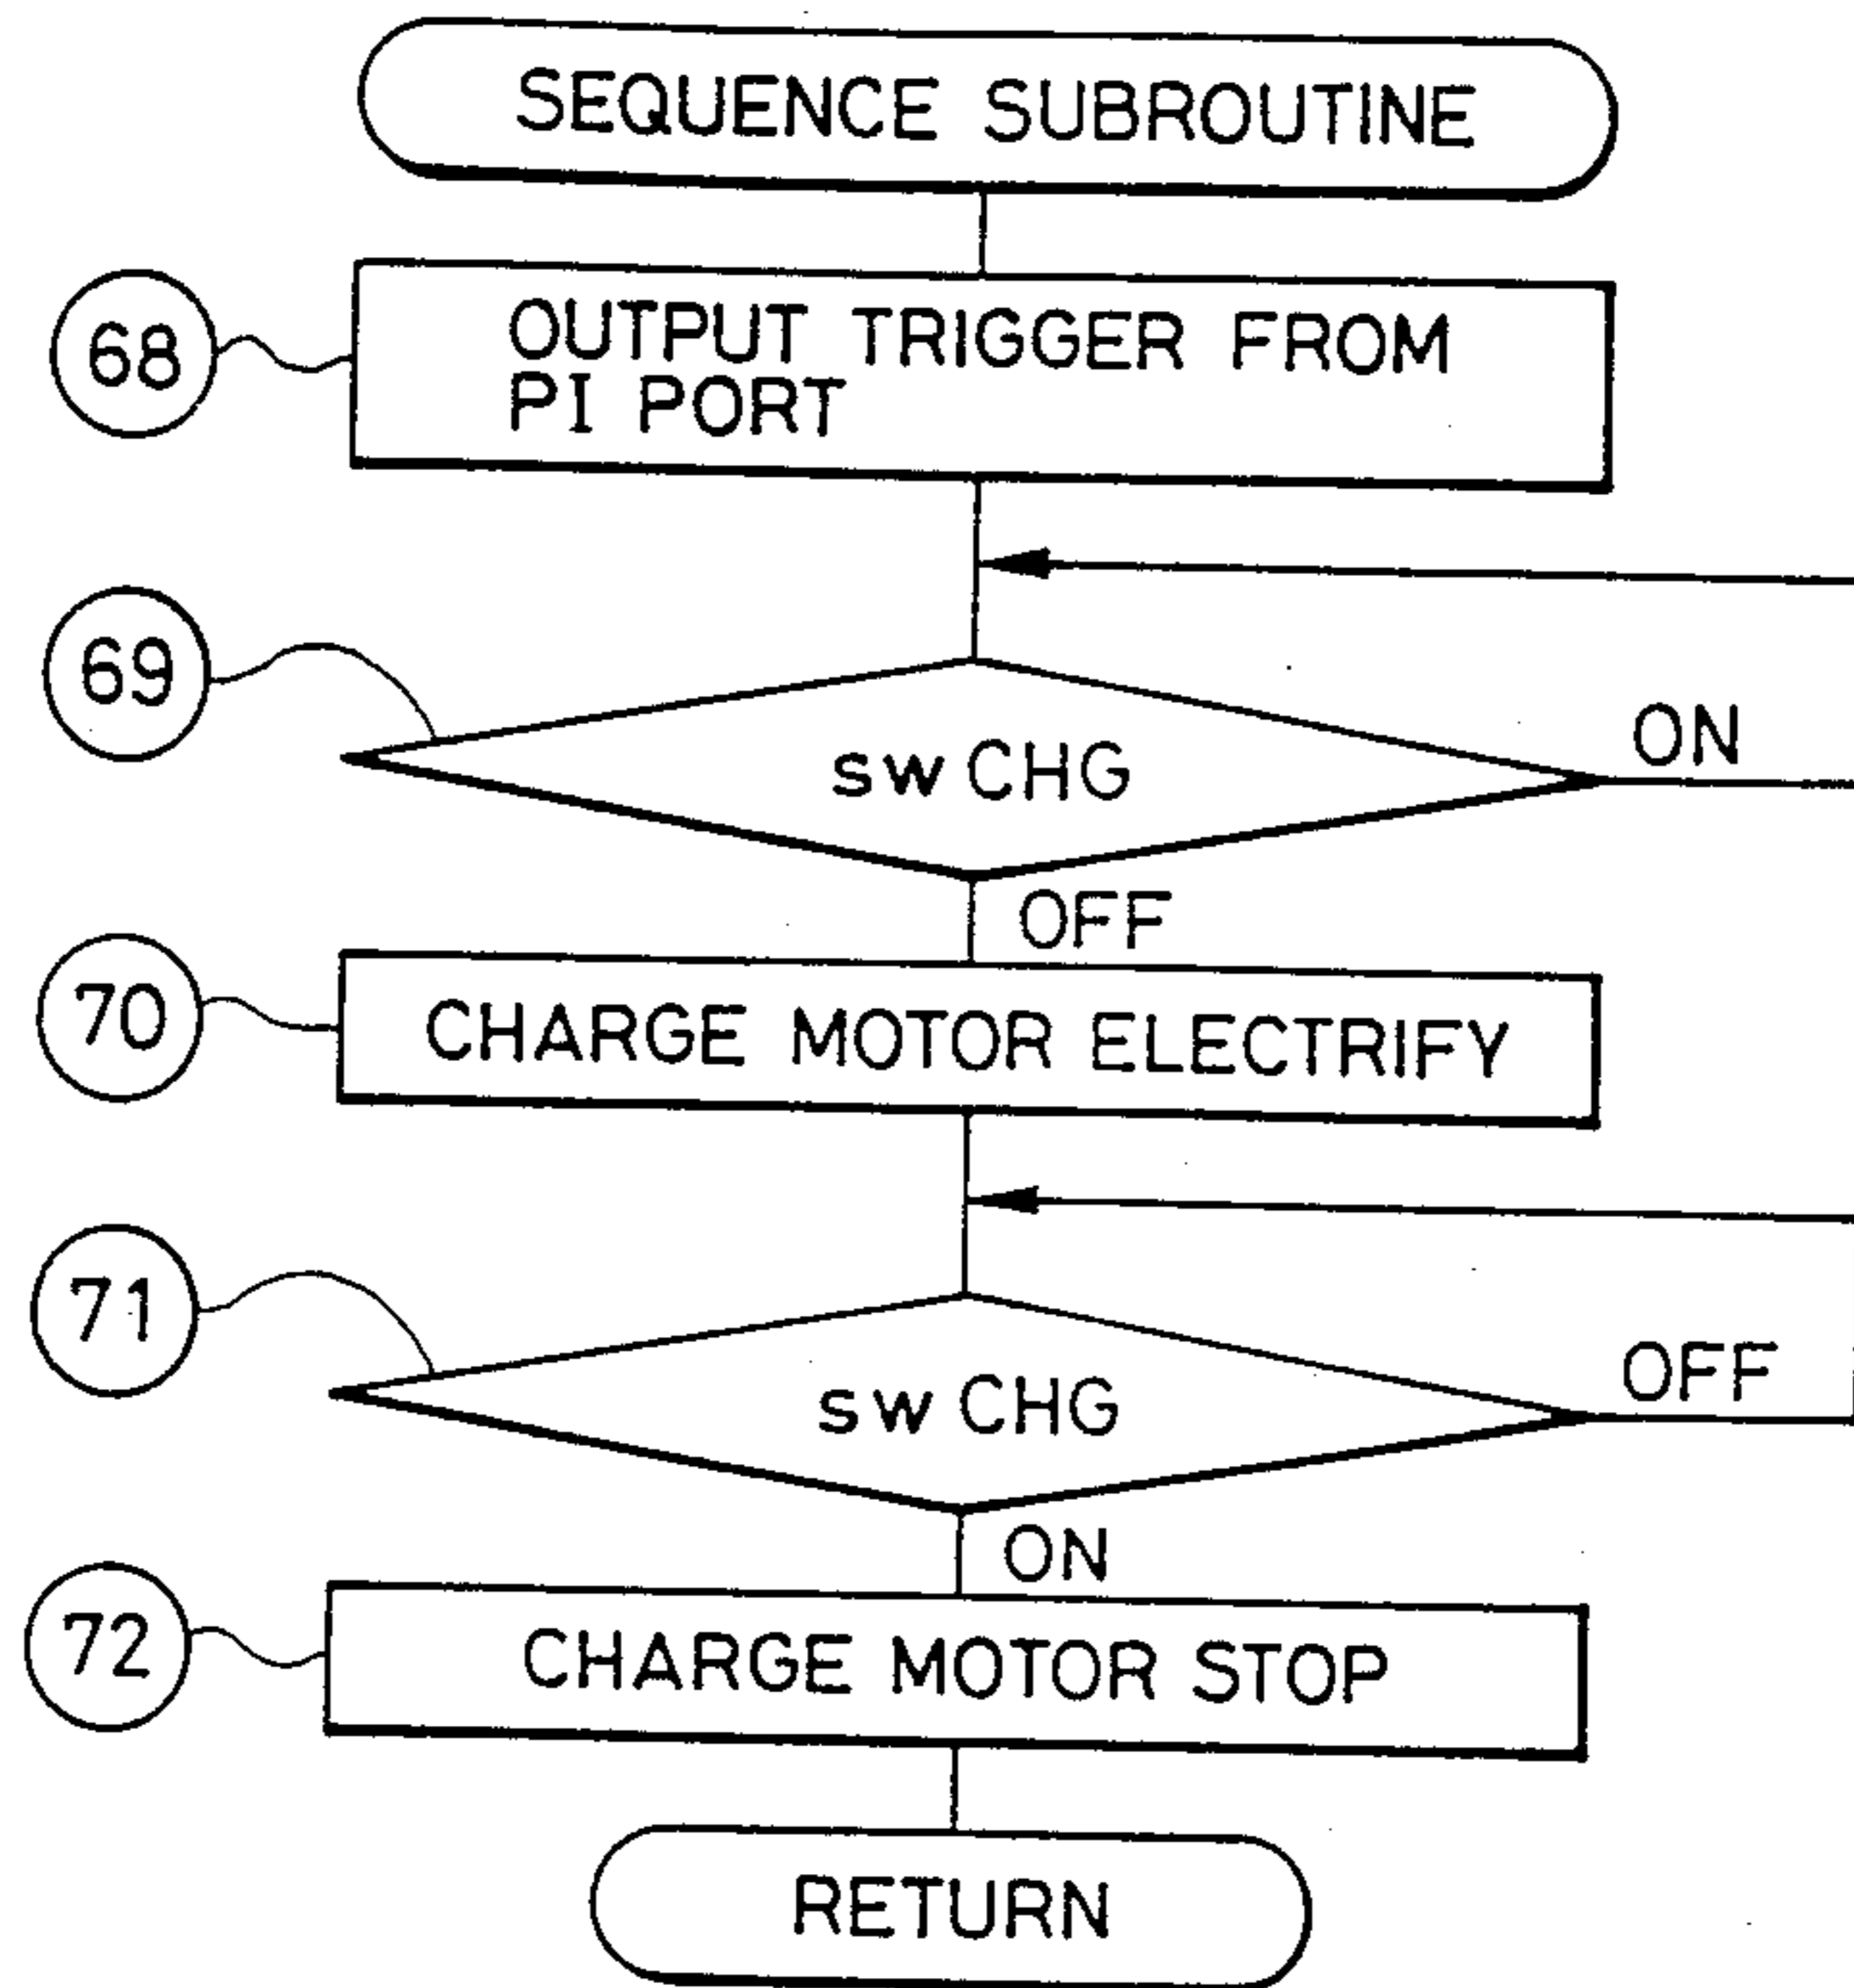 SEQUENCE SUBROUTINE
68
OUTPUT TRIGGER FROM
PI PORT
69
sw CHG
ON
OFF
70
CHARGE MOTOR ELECTRIFY
71
sw CHG
OFF
ON
72
CHARGE MOTOR STOP
RETURN